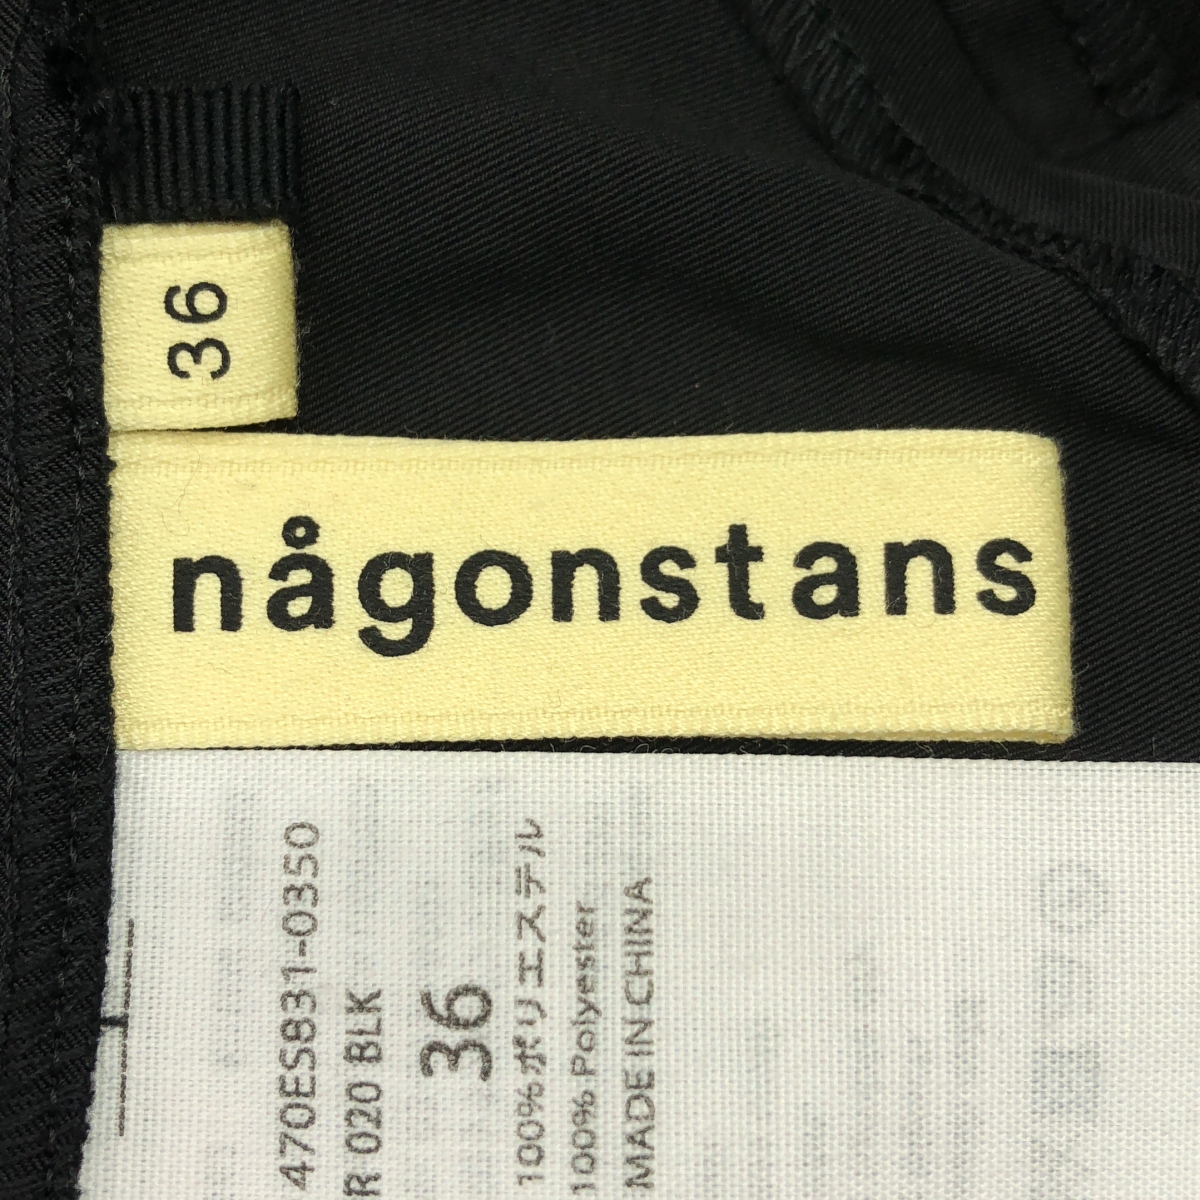 36
någonstans
470ES831-0350
R 020 BLK
36
100%ポリエステル
100% Polyester
MADE IN CHINA